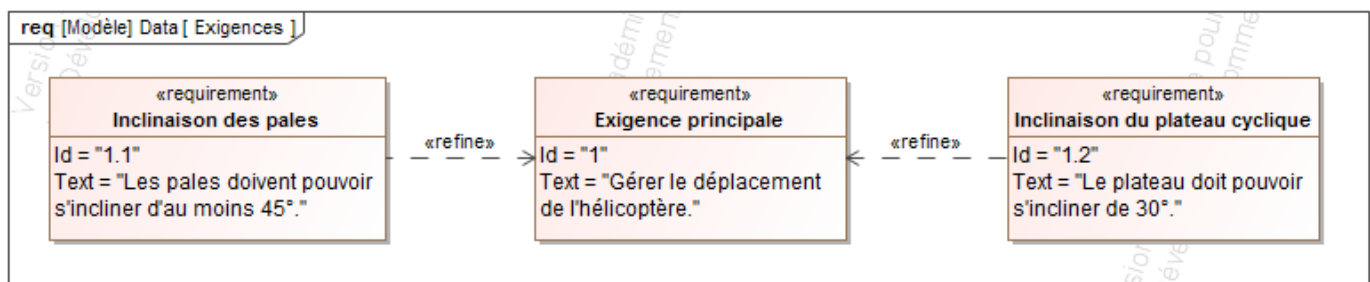 req [Modèle] Data [ Exigences ]
«requirement»
Inclinaison des pales
Id = "1.1"
Text = "Les pales doivent pouvoir
s'incliner d'au moins 45°."
«refine»
«requirement»
Exigence principale
Id = "1"
Text = "Gérer le déplacement
de l'hélicoptère."
«refine»
«requirement»
Inclinaison du plateau cyclique
Id = "1.2"
Text = "Le plateau doit pouvoir
s'incliner de 30°."